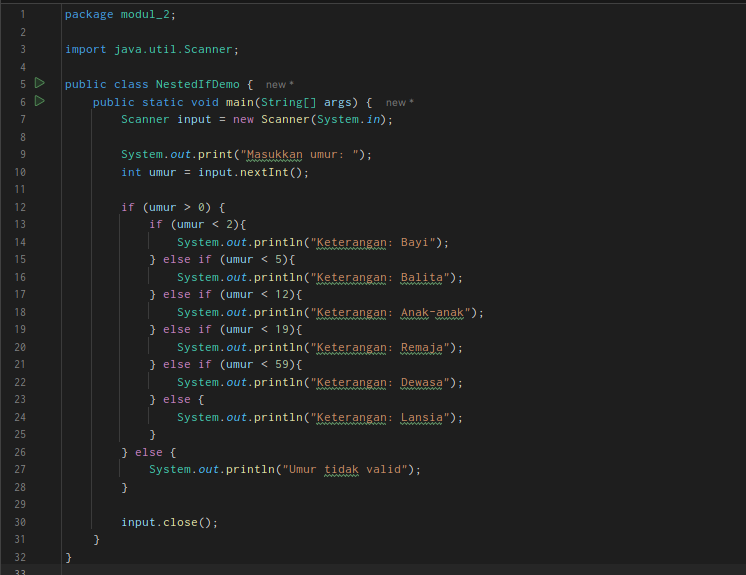 1 package modul_2;
2
3 import java.util.Scanner;
4
5 public class NestedIfDemo { new *
6     public static void main(String[] args) { new *
7         Scanner input = new Scanner(System.in);
8
9         System.out.print("Masukkan umur: ");
10         int umur = input.nextInt();
11
12         if (umur > 0) {
13             if (umur < 2){
14                 System.out.println("Keterangan: Bayi");
15             } else if (umur < 5){
16                 System.out.println("Keterangan: Balita");
17             } else if (umur < 12){
18                 System.out.println("Keterangan: Anak-anak");
19             } else if (umur < 19){
20                 System.out.println("Keterangan: Remaja");
21             } else if (umur < 59){
22                 System.out.println("Keterangan: Dewasa");
23             } else {
24                 System.out.println("Keterangan: Lansia");
25             }
26         } else {
27             System.out.println("Umur tidak valid");
28         }
29
30         input.close();
31     }
32 }
33